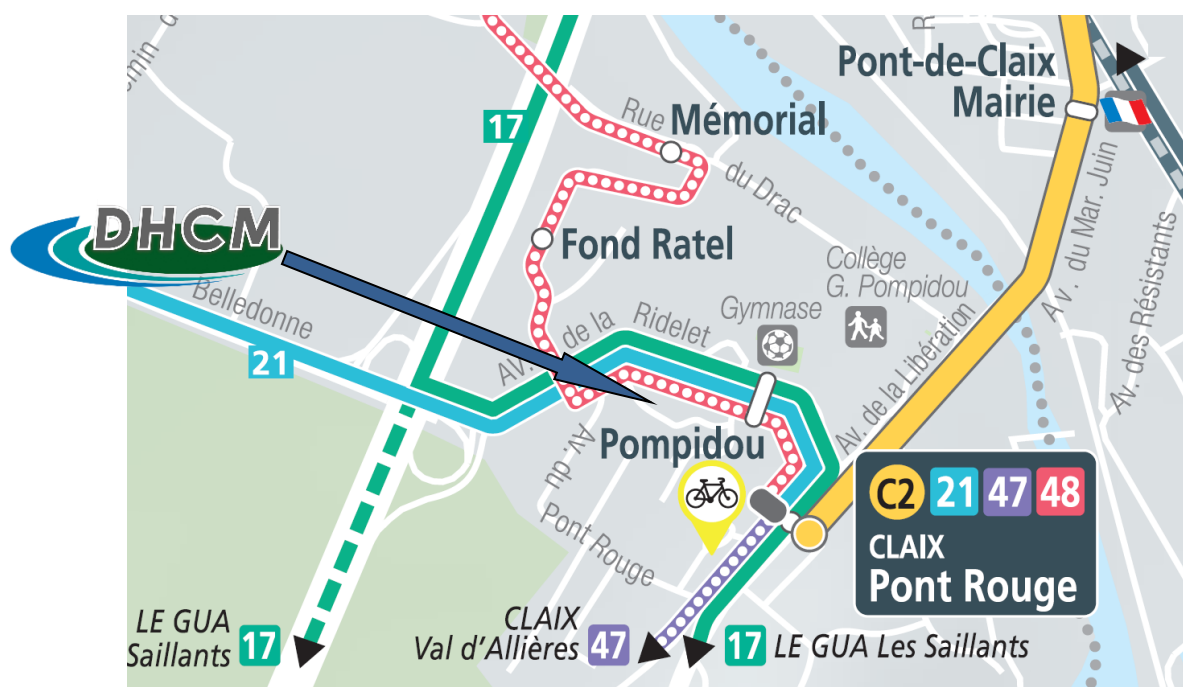 min d
17
Rue
Mémorial
du Drac
Pont-de-Claix
Mairie
DHCM
Fond Ratel
Belledonne
21
AV. de la Ridelet
Gymnase
Collège
G. Pompidou
Av. de la Libération
AV. du Mar. Juin
Av. des Résistants
Pompidou
Av. du
Pont Rouge
C2 21 47 48
CLAIX
Pont Rouge
LE GUA
Saillants 17
CLAIX
Val d'Allières 47
17 LE GUA Les Saillants